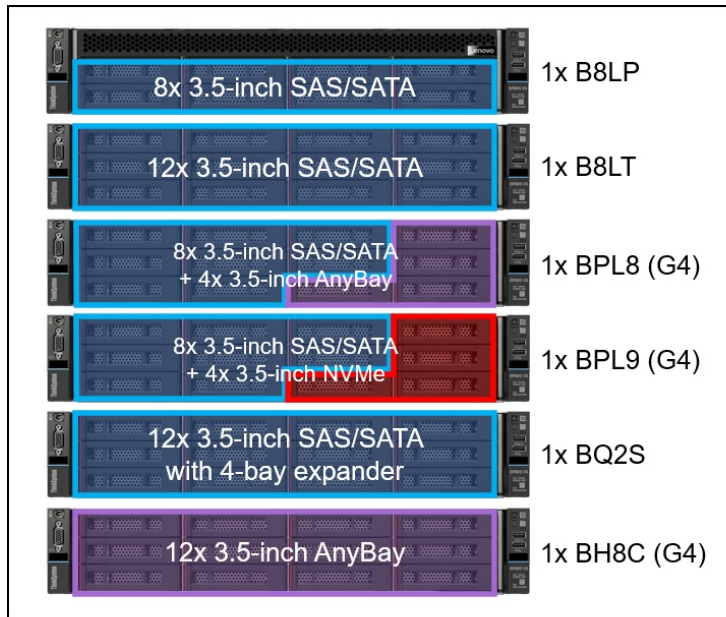 Lenovo
8x 3.5-inch SAS/SATA
1x B8LP
12x 3.5-inch SAS/SATA
1x B8LT
8x 3.5-inch SAS/SATA
+ 4x 3.5-inch AnyBay
1x BPL8 (G4)
8x 3.5-inch SAS/SATA
+ 4x 3.5-inch NVMe
1x BPL9 (G4)
12x 3.5-inch SAS/SATA
with 4-bay expander
1x BQ2S
12x 3.5-inch AnyBay
1x BH8C (G4)